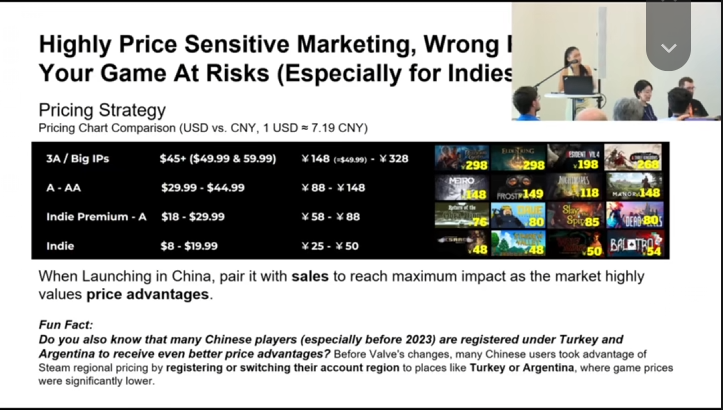 Highly Price Sensitive Marketing, Wrong
Your Game At Risks (Especially for Indies
Pricing Strategy
Pricing Chart Comparison (USD vs. CNY, 1 USD ≈ 7.19 CNY)
3A / Big IPs $45+ ($49.99 & 59.99) ¥148 (≈$49.99) - ¥328
298 298 198 268
A - AA $29.99 - $44.99 ¥88 - ¥148
METRO 148 149 118 148
Indie Premium - A $18 - $29.99 ¥58 - ¥88
76 80 85 80
Indie $8 - $19.99 ¥25 - ¥50
48 48 50 54
When Launching in China, pair it with sales to reach maximum impact as the market highly
values price advantages.
Fun Fact:
Do you also know that many Chinese players (especially before 2023) are registered under Turkey and
Argentina to receive even better price advantages? Before Valve's changes, many Chinese users took advantage of
Steam regional pricing by registering or switching their account region to places like Turkey or Argentina, where game prices
were significantly lower.